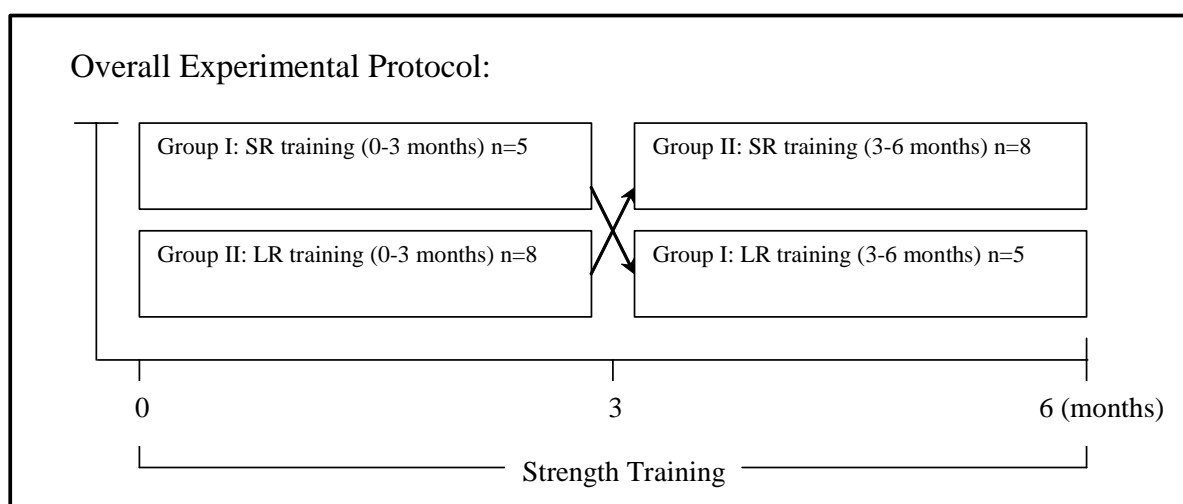 Overall Experimental Protocol:
Group I: SR training (0-3 months) n=5
Group II: SR training (3-6 months) n=8
Group II: LR training (0-3 months) n=8
Group I: LR training (3-6 months) n=5
0
3
6 (months)
Strength Training